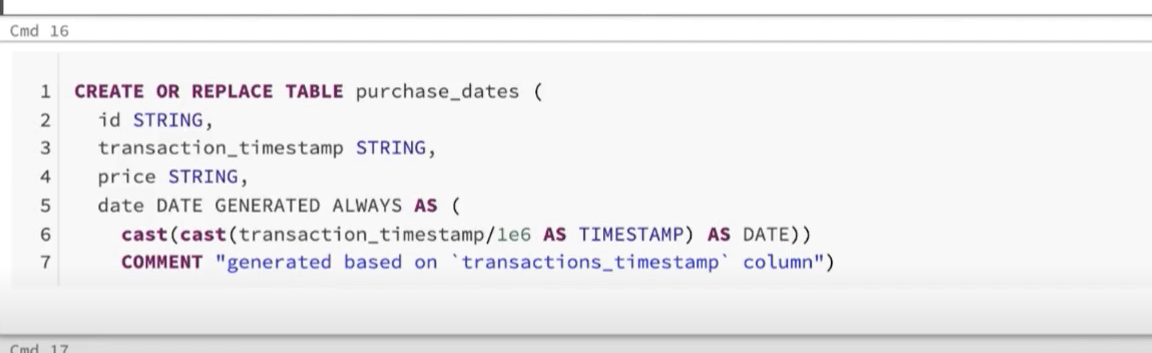 Cmd 16
1 CREATE OR REPLACE TABLE purchase_dates (
2 id STRING,
3 transaction_timestamp STRING,
4 price STRING,
5 date DATE GENERATED ALWAYS AS (
6 cast(cast(transaction_timestamp/1e6 AS TIMESTAMP) AS DATE))
7 COMMENT "generated based on `transactions_timestamp` column")
Cmd 17